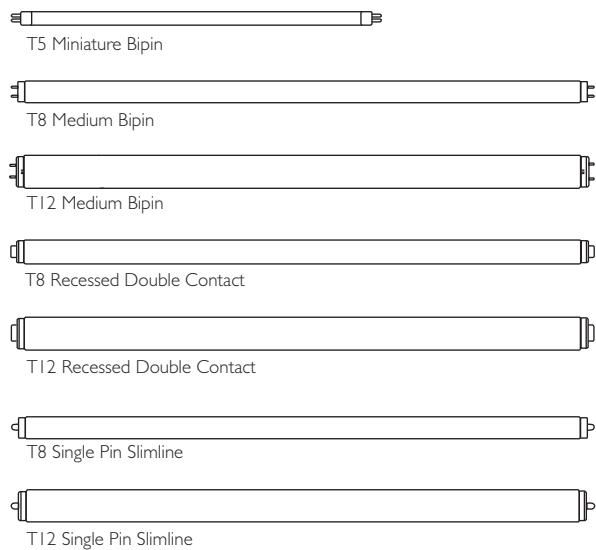 T5 Miniature Bipin
T8 Medium Bipin
T12 Medium Bipin
T8 Recessed Double Contact
T12 Recessed Double Contact
T8 Single Pin Slimline
T12 Single Pin Slimline